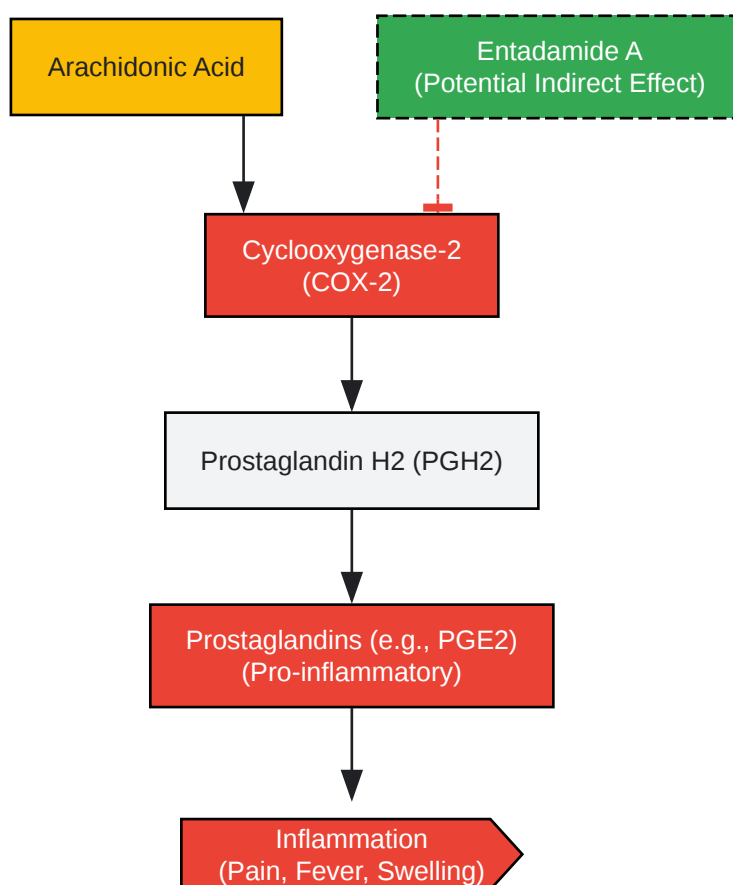 Arachidonic Acid
Entadamide A
(Potential Indirect Effect)
Cyclooxygenase-2
(COX-2)
Prostaglandin H2 (PGH2)
Prostaglandins (e.g., PGE2)
(Pro-inflammatory)
Inflammation
(Pain, Fever, Swelling)